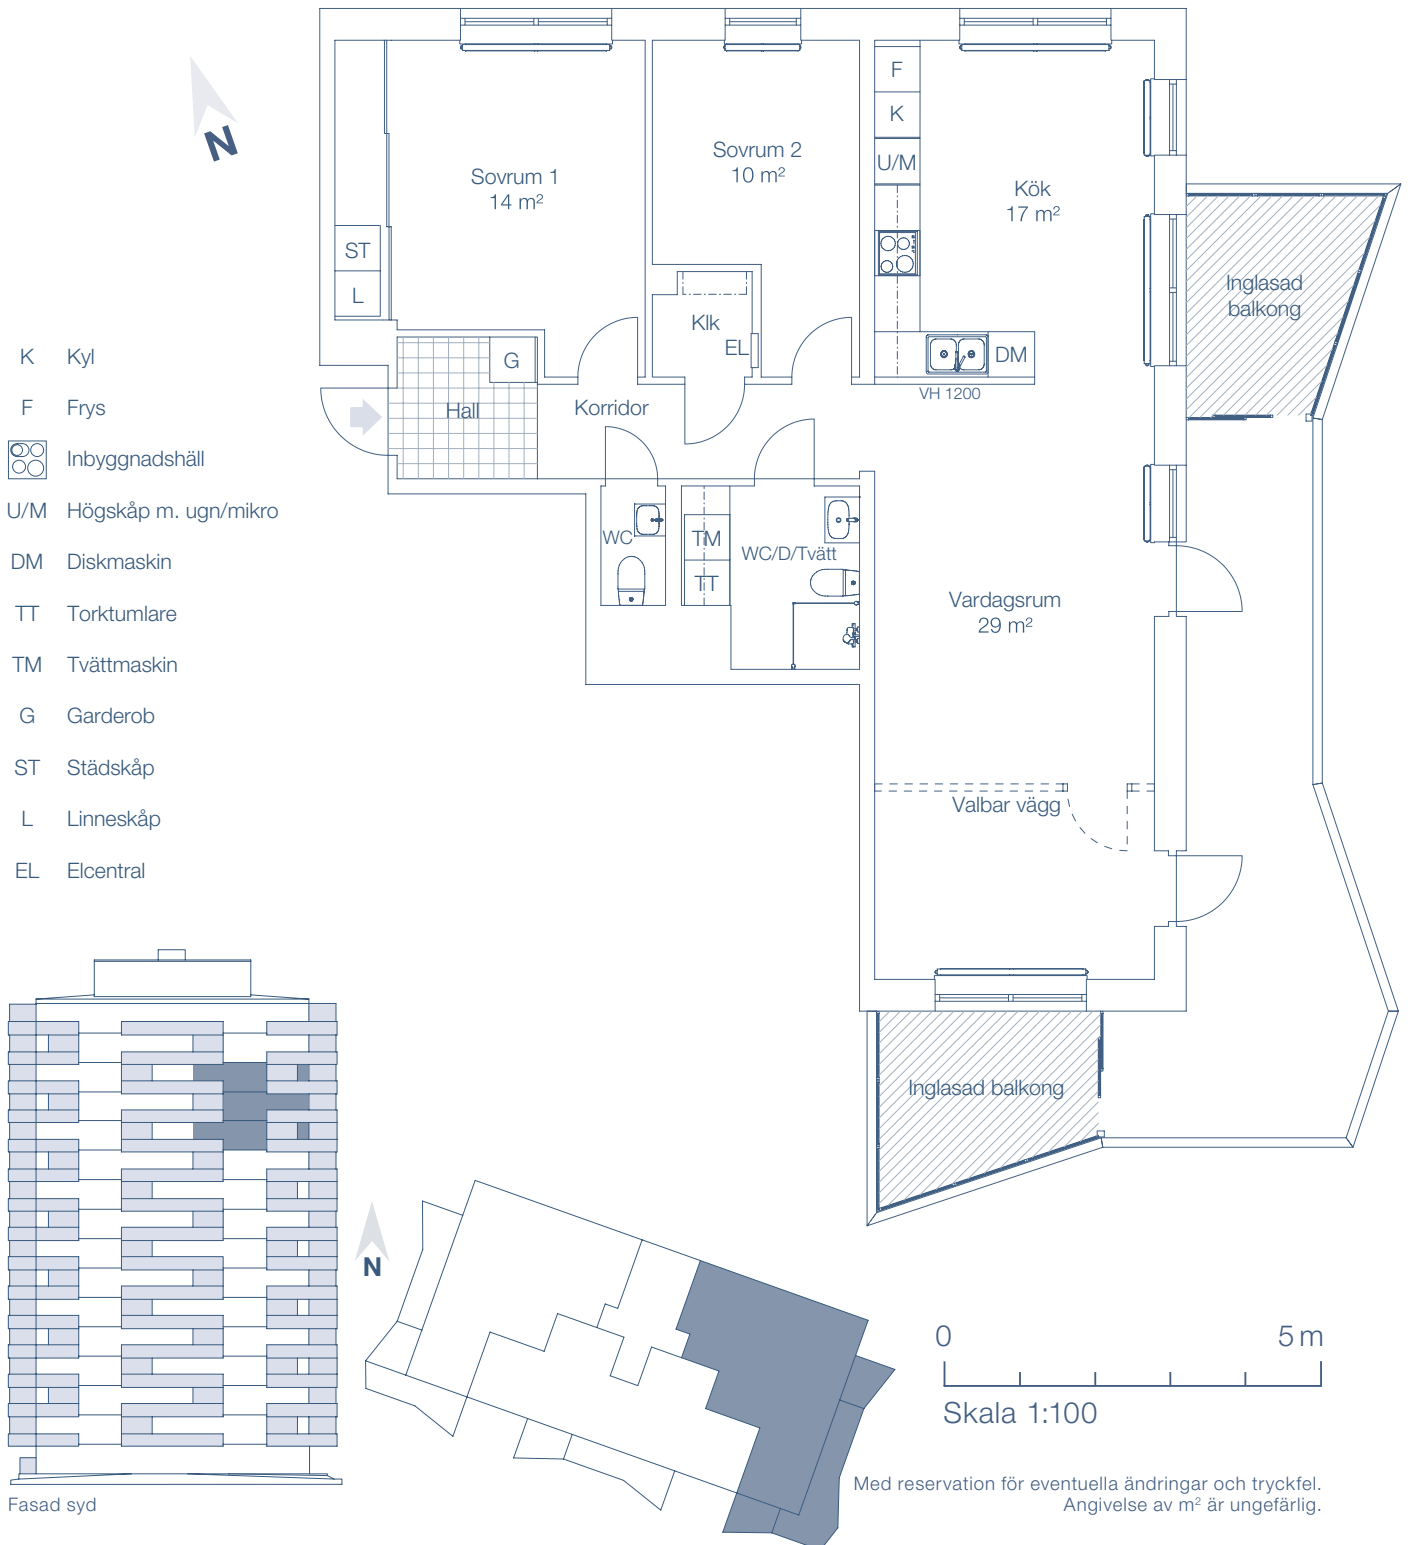 N
Sovrum 1
14 m²
Sovrum 2
10 m²
F
K
U/M
Kök
17 m²
Inglasad
balkong
ST
L
Klk
EL
G
DM
VH 1200
Hall
Korridor
WC
TM
TT
WC/D/Tvätt
Vardagsrum
29 m²
Valbar vägg
Inglasad balkong
K Kyl
F Frys
Inbyggnadshäll
U/M Högskåp m. ugn/mikro
DM Diskmaskin
TT Torktumlare
TM Tvättmaskin
G Garderob
ST Städskåp
L Linneskåp
EL Elcentral
Fasad syd
N
0 5 m
Skala 1:100
Med reservation för eventuella ändringar och tryckfel.
Angivelse av m² är ungefärlig.